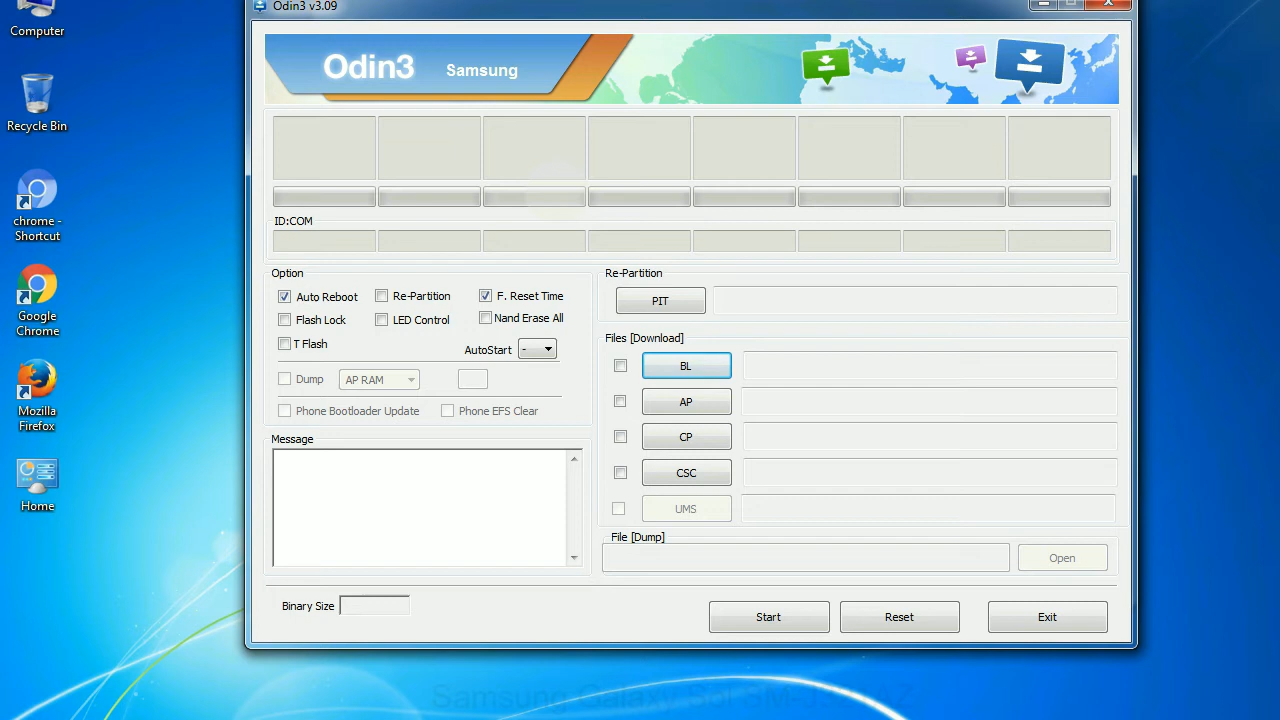 Odin3 v3.09
Computer
Recycle Bin
chrome -
Shortcut
Google
Chrome
Mozilla
Firefox
Home
Odin3
Samsung
ID:COM
Option
Auto Reboot
Re-Partition
F. Reset Time
Flash Lock
LED Control
Nand Erase All
T Flash
AutoStart
-
Dump
AP RAM
Phone Bootloader Update
Phone EFS Clear
Message
Re-Partition
PIT
Files [Download]
BL
AP
CP
CSC
UMS
File [Dump]
Open
Binary Size
Start
Reset
Exit
Samsung Galaxy Sol